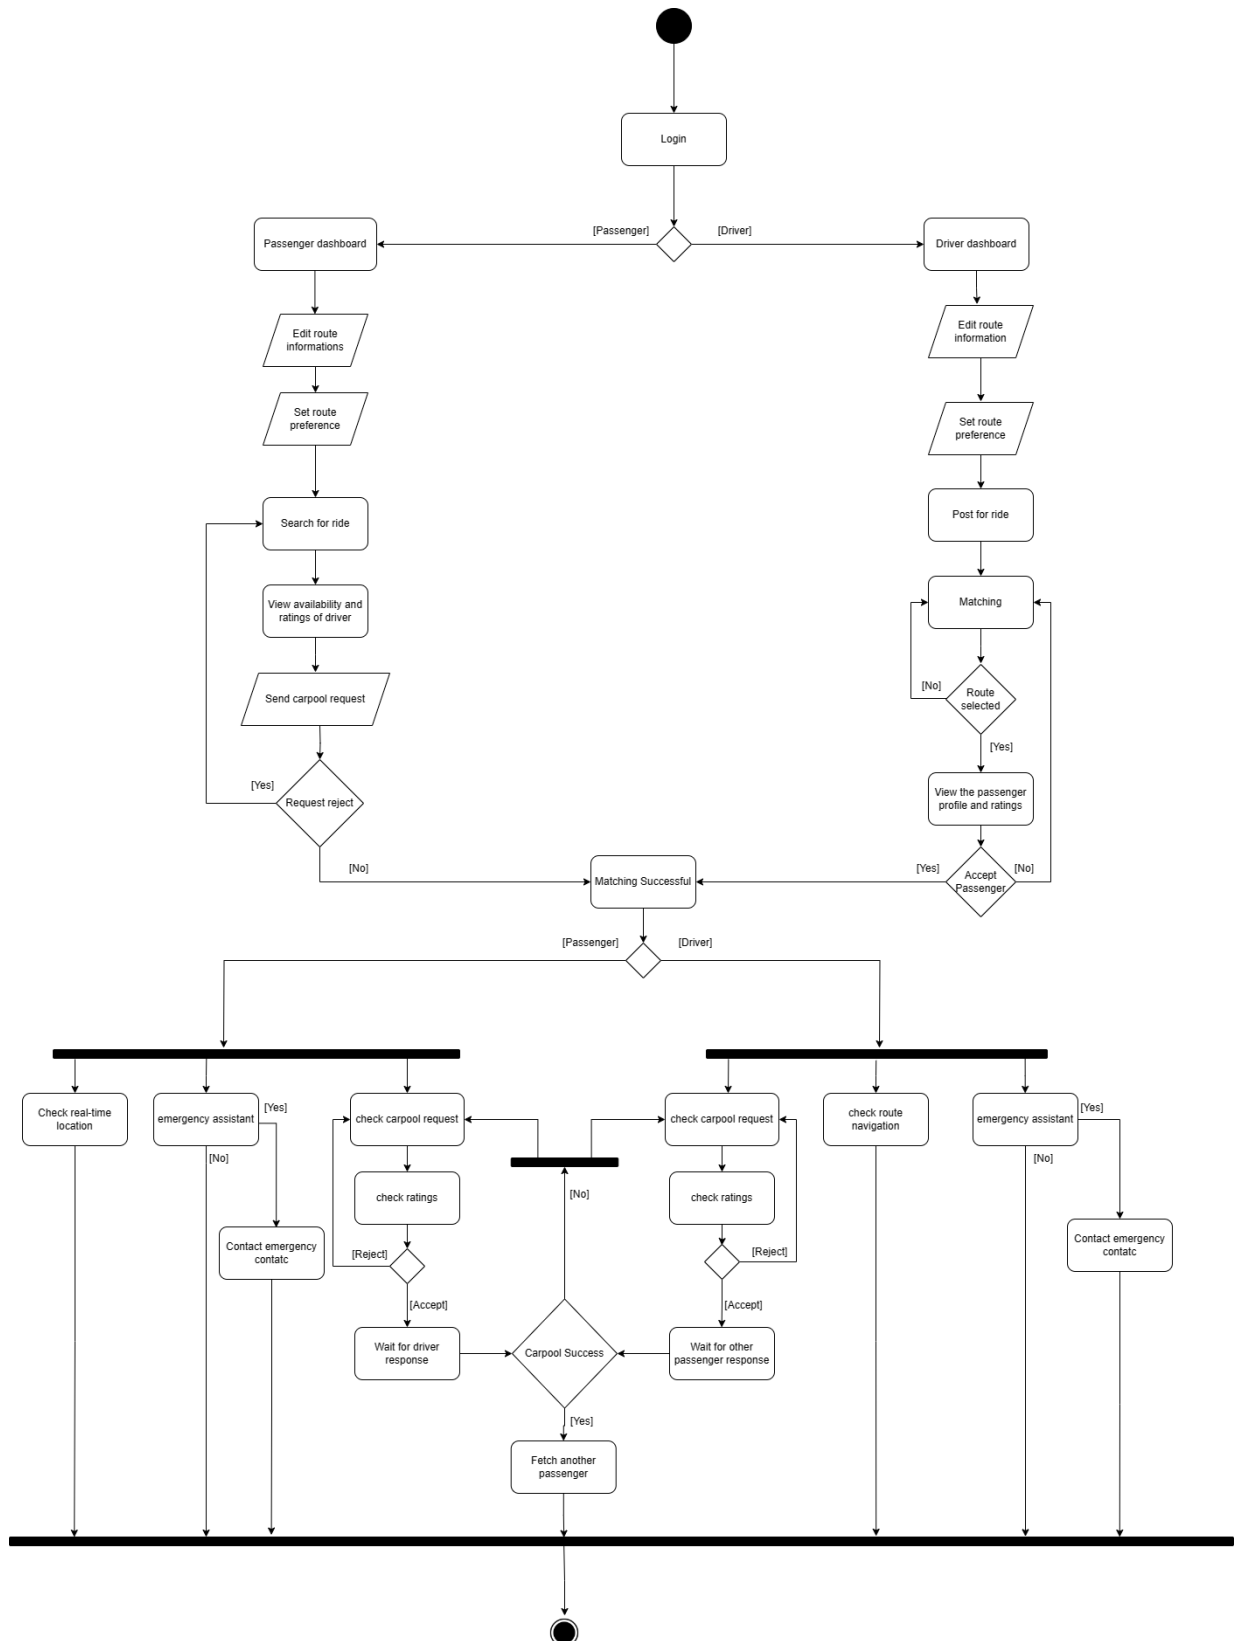 Login
[Passenger]
[Driver]
Passenger dashboard
Driver dashboard
Edit route
informations
Edit route
information
Set route
preference
Set route
preference
Search for ride
Post for ride
View availability and
ratings of driver
Matching
Send carpool request
[No]
Route
selected
[Yes]
[Yes]
Request reject
View the passenger
profile and ratings
[No]
Matching Successful
[Yes]
Accept
Passenger
[No]
[Passenger]
[Driver]
Check real-time
location
emergency assistant
[Yes]
[No]
check carpool request
check carpool request
check route
navigation
emergency assistant
[Yes]
[No]
check ratings
[No]
check ratings
Contact emergency
contatc
[Reject]
[Reject]
Contact emergency
contatc
[Accept]
[Accept]
Wait for driver
response
Carpool Success
Wait for other
passenger response
[Yes]
Fetch another
passenger